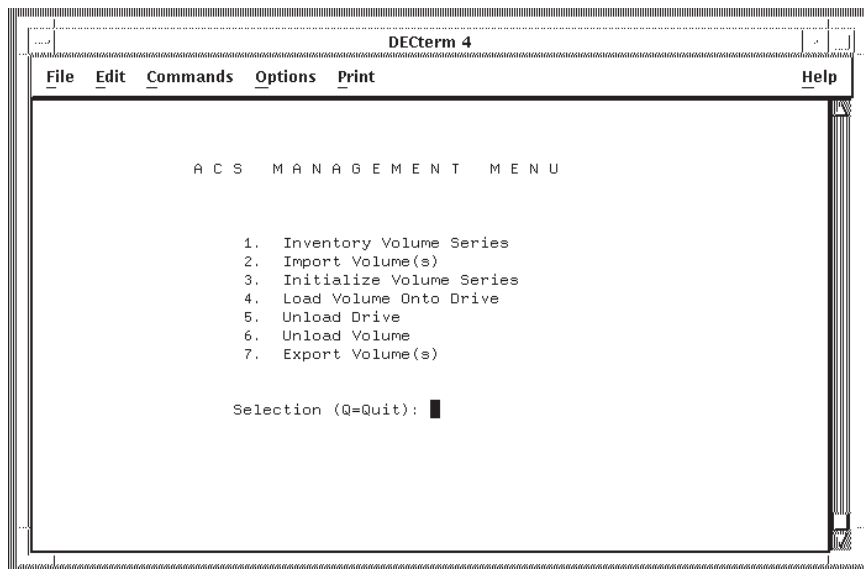 DECterm 4
File Edit Commands Options Print Help
A C S M A N A G E M E N T M E N U
1. Inventory Volume Series
2. Import Volume(s)
3. Initialize Volume Series
4. Load Volume Onto Drive
5. Unload Drive
6. Unload Volume
7. Export Volume(s)
Selection (Q=Quit):